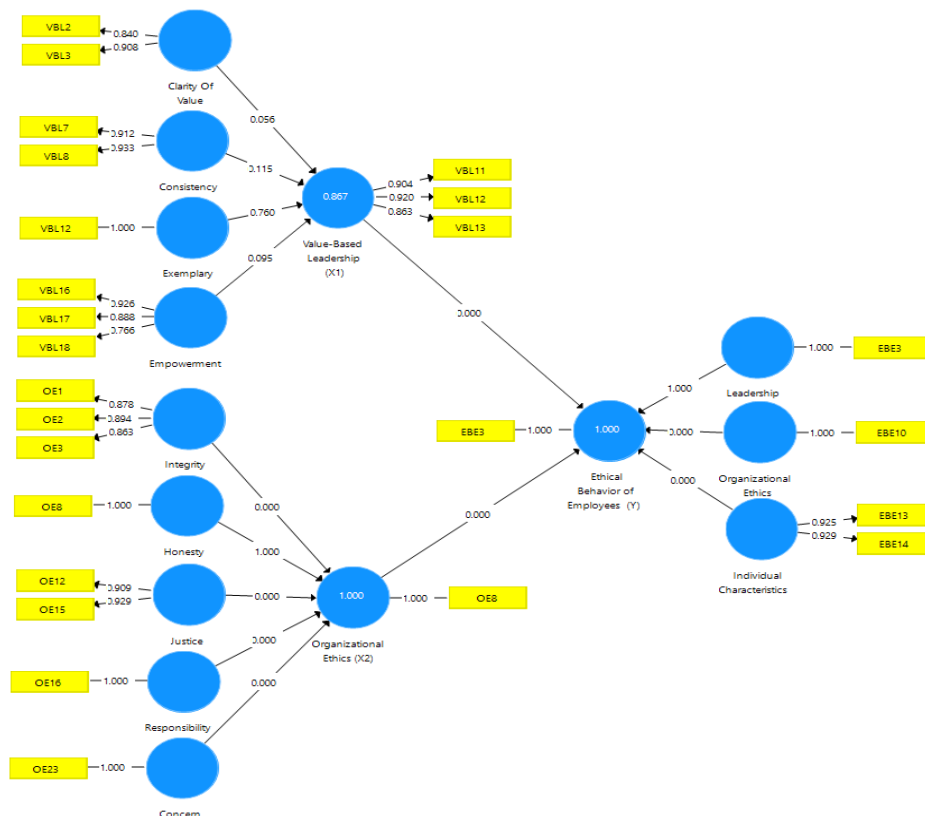 VBL2
0.840
0.908
VBL3
Clarity Of
Value
0.056
VBL7
0.912
0.933
VBL8
Consistency
0.115
VBL12
1.000
Exemplary
0.760
VBL16
0.926
VBL17
0.888
VBL18
0.766
Empowerment
0.095
0.867
Value-Based
Leadership
(X1)
0.904
VBL11
0.920
VBL12
0.863
VBL13
0.000
OE1
0.878
OE2
0.894
OE3
0.863
Integrity
0.000
OE8
1.000
Honesty
1.000
OE12
0.909
OE15
0.929
Justice
0.000
OE16
1.000
Responsibility
0.000
OE23
1.000
Concern
0.000
1.000
Organizational
Ethics (X2)
1.000
OE8
0.000
EBE3
1.000
1.000
Ethical
Behavior of
Employees (Y)
Leadership
1.000
EBE3
1.000
Organizational
Ethics
1.000
EBE10
0.000
Individual
Characteristics
0.925
EBE13
0.929
EBE14
0.000